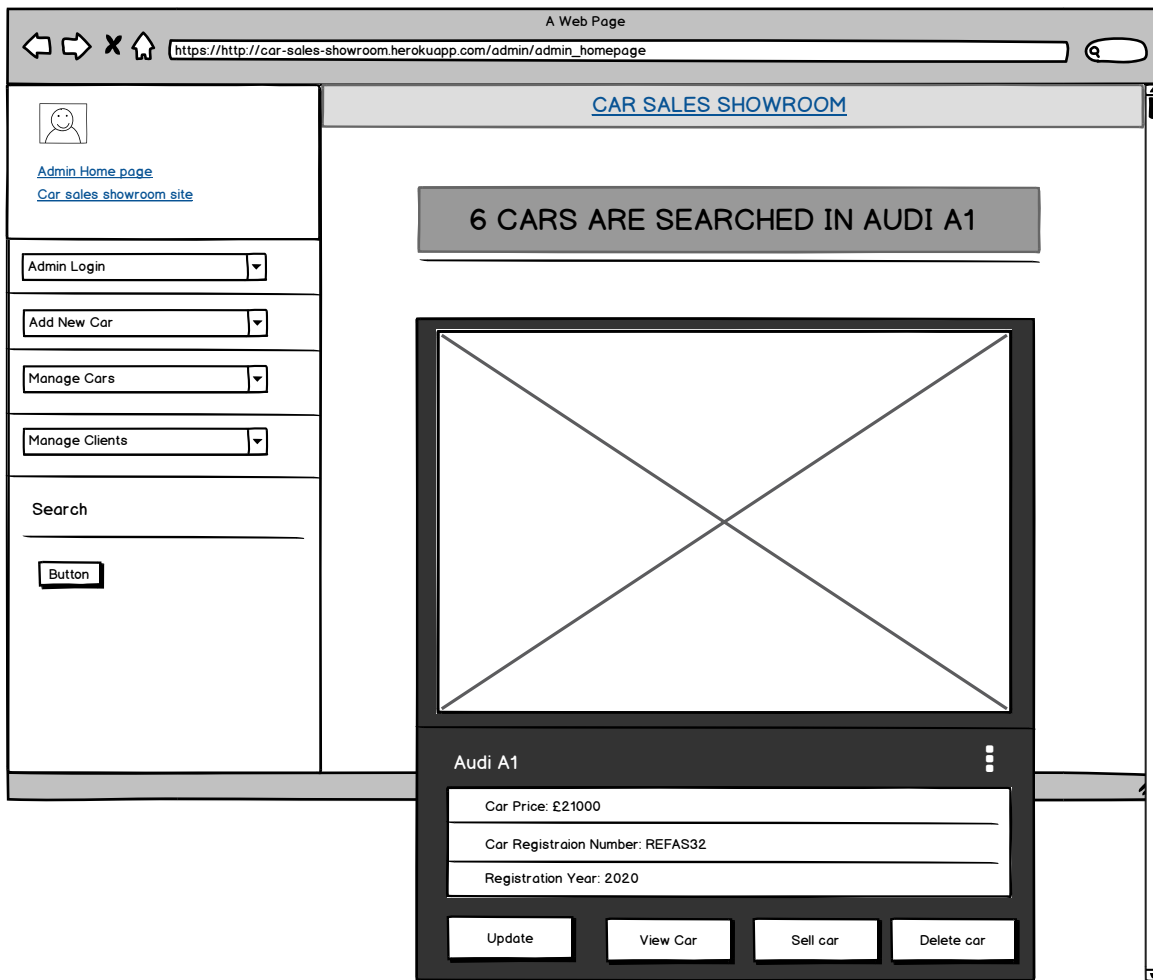 A Web Page
https://http://car-sales-showroom.herokuapp.com/admin/admin_homepage
CAR SALES SHOWROOM
Admin Home page
Car sales showroom site
6 CARS ARE SEARCHED IN AUDI A1
Admin Login
Add New Car
Manage Cars
Manage Clients
Search
Button
Audi A1
Car Price: £21000
Car Registraion Number: REFAS32
Registration Year: 2020
Update
View Car
Sell car
Delete car